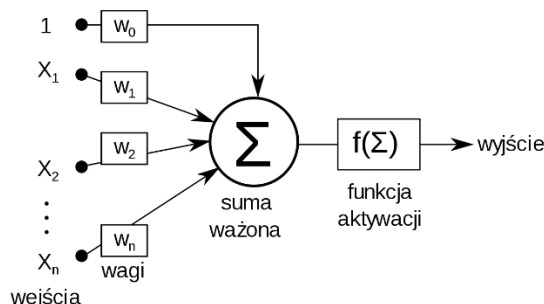 1
w₀
X₁
w₁
X₂
w₂
Xₙ
wₙ
wagi
wejścia
Σ
suma
ważona
f(Σ)
funkcja
aktywacji
wyjście